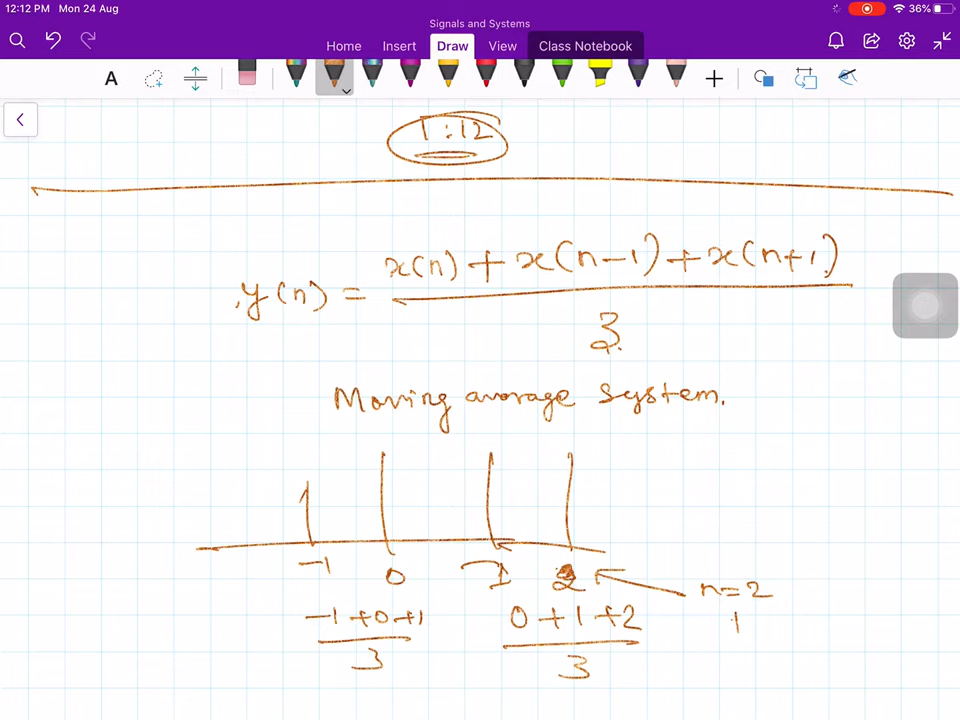 12:12 PM Mon 24 Aug
36%
Signals and Systems
Home Insert Draw View Class Notebook
A
1:12
y(n) = x(n) + x(n-1) + x(n+1)
3
Moving average system.
-1 0 1 2
n=2
-1+0+1 0+1+2 1
3 3